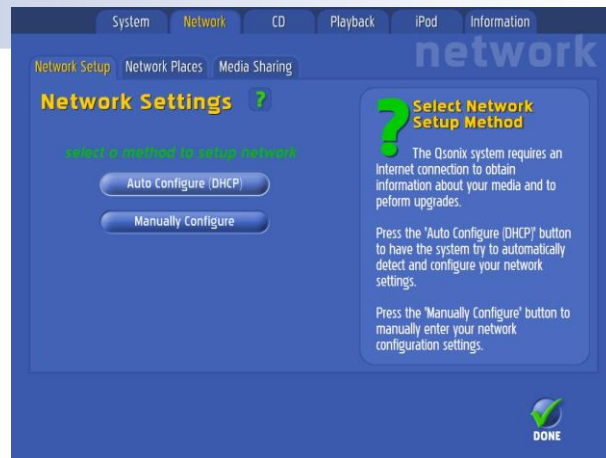 System Network CD Playback iPod Information
network
Network Setup Network Places Media Sharing
Network Settings ?
select a method to setup network
Auto Configure (DHCP)
Manually Configure
? Select Network
Setup Method
The Qsonix system requires an
Internet connection to obtain
information about your media and to
peform upgrades.
Press the 'Auto Configure (DHCP)' button
to have the system try to automatically
detect and configure your network
settings.
Press the 'Manually Configure' button to
manually enter your network
configuration settings.
DONE